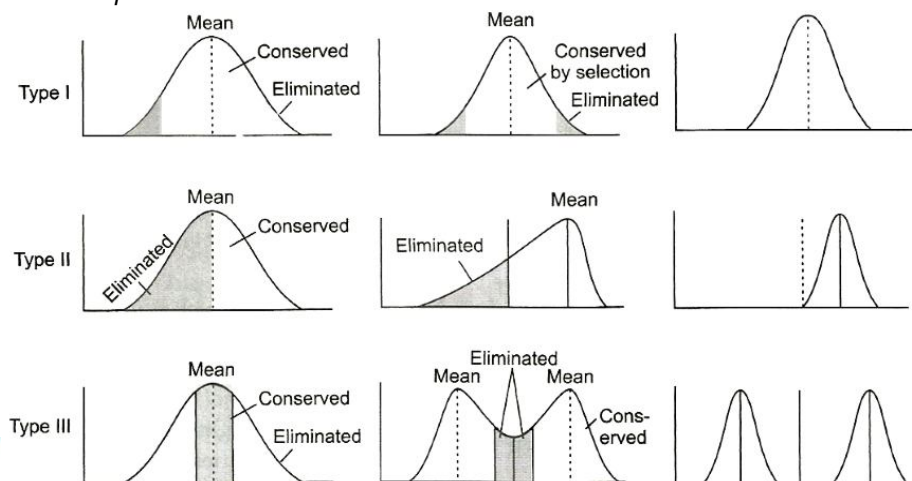 Mean
Mean
Conserved
Conserved
by selection
Type I
Eliminated
Eliminated
Mean
Mean
Conserved
Eliminated
Type II
Eliminated
Mean
Eliminated
Mean
Mean
Conserved
Cons-
erved
Type III
Eliminated